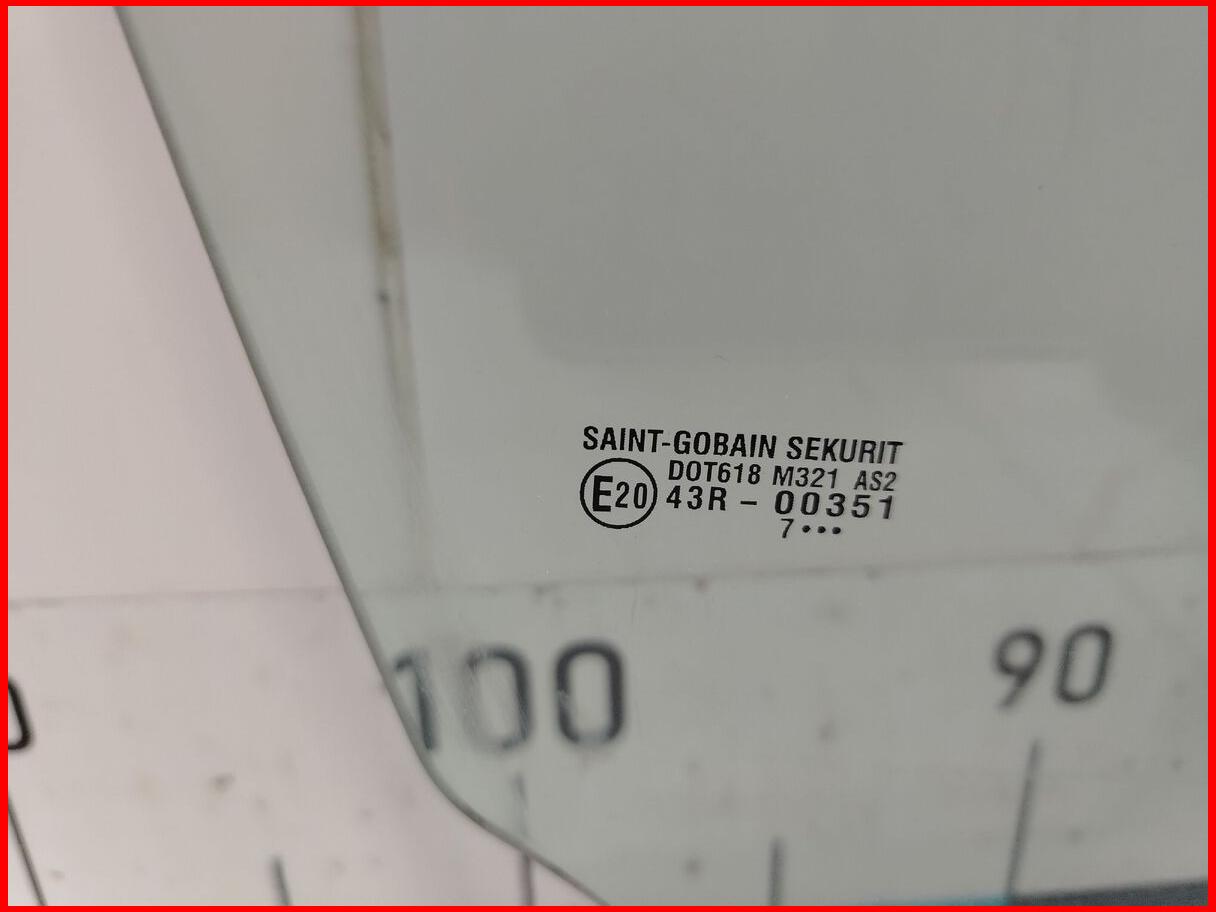 SAINT-GOBAIN SEKURIT
DOT618 M321 AS2
E20 43R - 00351
7•••
100
90